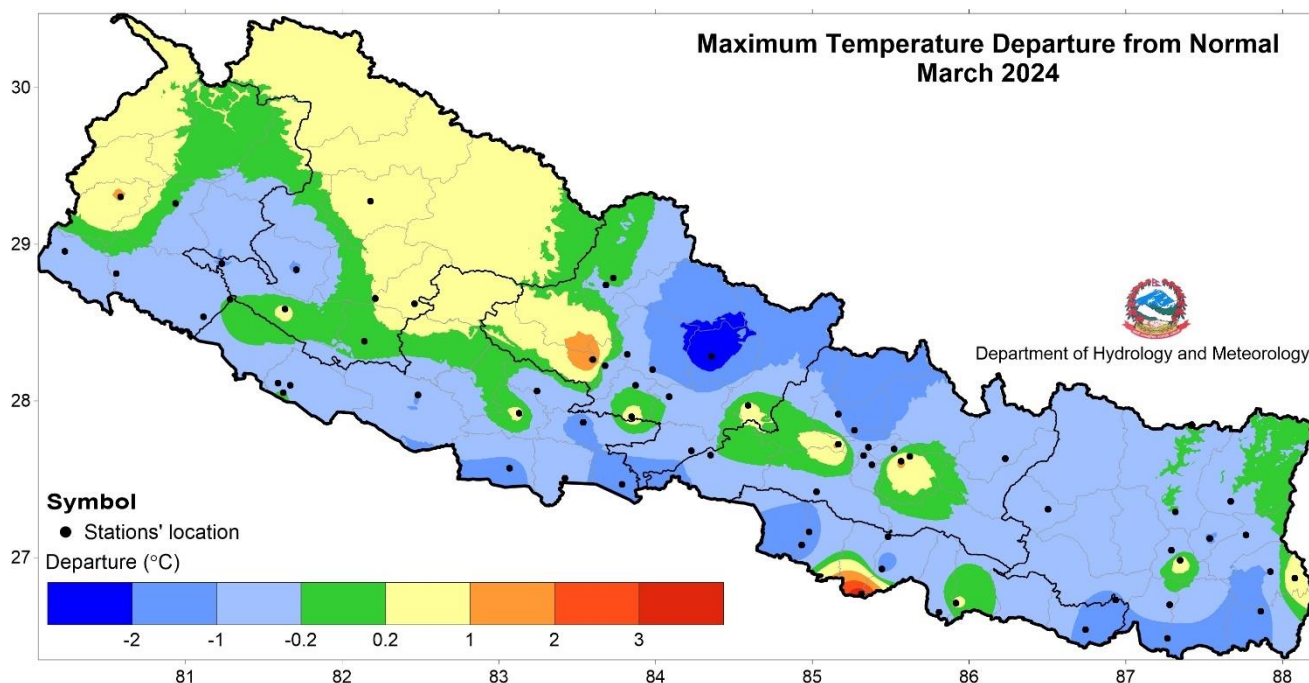 Maximum Temperature Departure from Normal
March 2024
30
29
28
27
Department of Hydrology and Meteorology
Symbol
Stations' location
Departure (°C)
-2 -1 -0.2 0.2 1 2 3
81 82 83 84 85 86 87 88